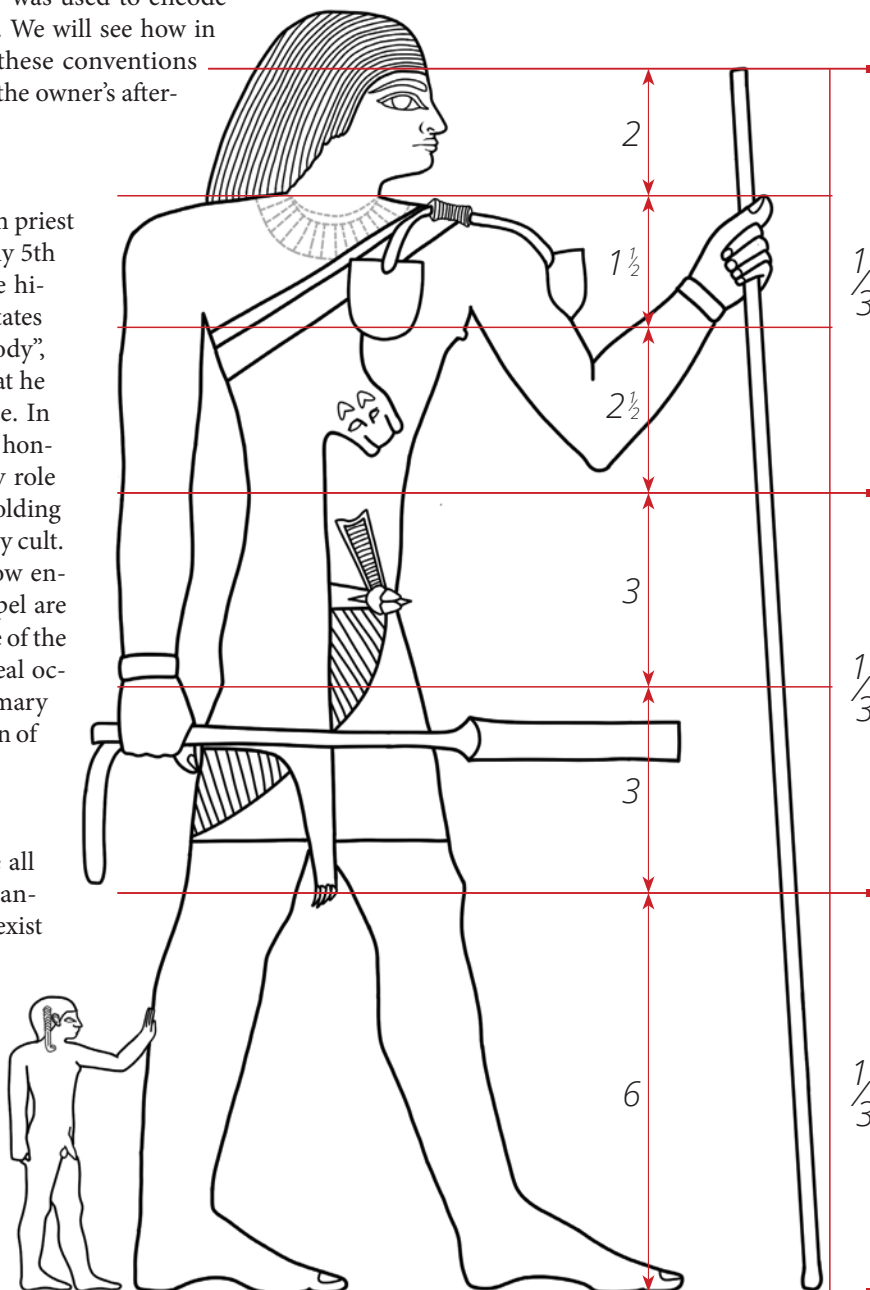 was used to encode
. We will see how in
these conventions
the owner’s after-
n priest
y 5th
e hi-
tates
ody”,
at he
e. In
hon-
y role
olding
y cult.
ow en-
pel are
e of the
eal oc-
mary
n of
all
an-
exist
2
1½
2½
3
3
6
1/3
1/3
1/3